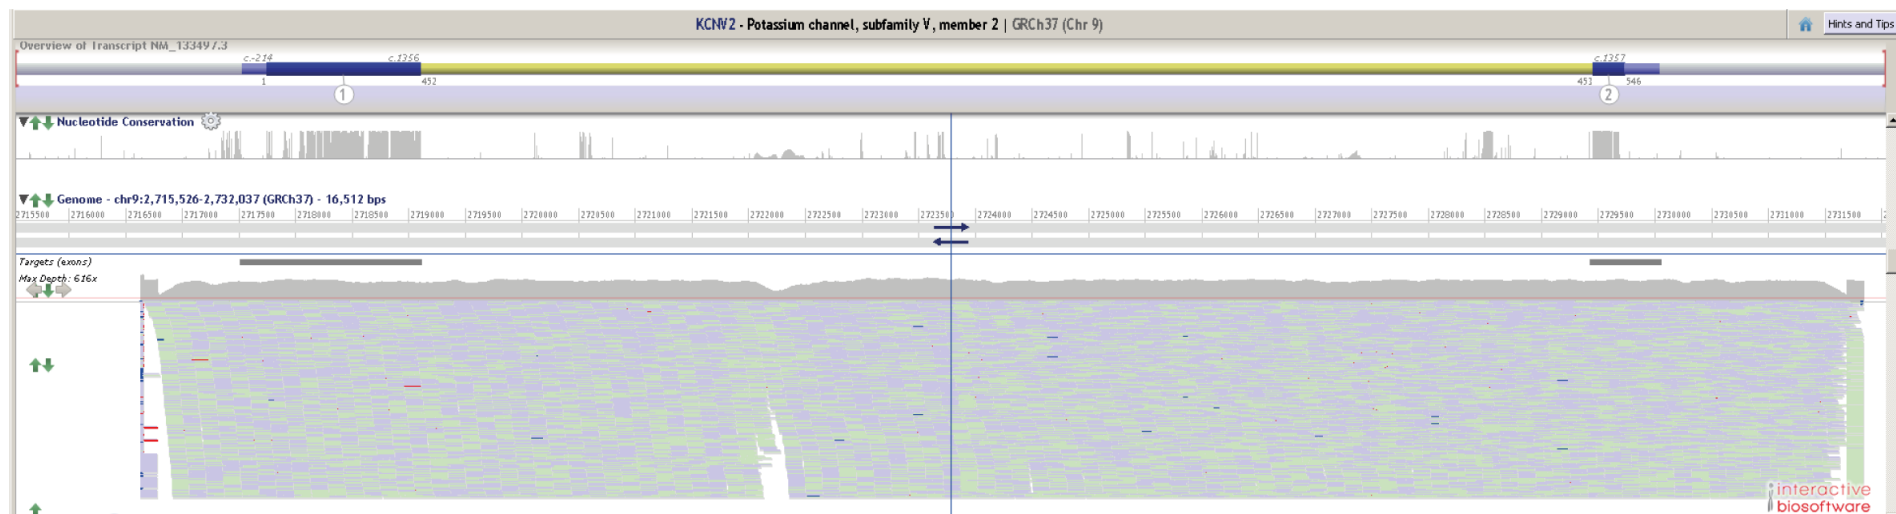 KCNV2 - Potassium channel, subfamily V, member 2 | GRCh37 (Chr 9)
Hints and Tips
Overview of Transcript NM_133497.3
c.-214 c.1356 c.1357
1 452 451 546
1 2
Nucleotide Conservation
Genome - chr9:2,715,526-2,732,037 (GRCh37) - 16,512 bps
2715500 2716000 2716500 2717000 2717500 2718000 2718500 2719000 2719500 2720000 2720500 2721000 2721500 2722000 2722500 2723000 2723500 2724000 2724500 2725000 2725500 2726000 2726500 2727000 2727500 2728000 2728500 2729000 2729500 2730000 2730500 2731000 2731500
Targets (exons)
Max Depth: 616x
interactive
biosoftware